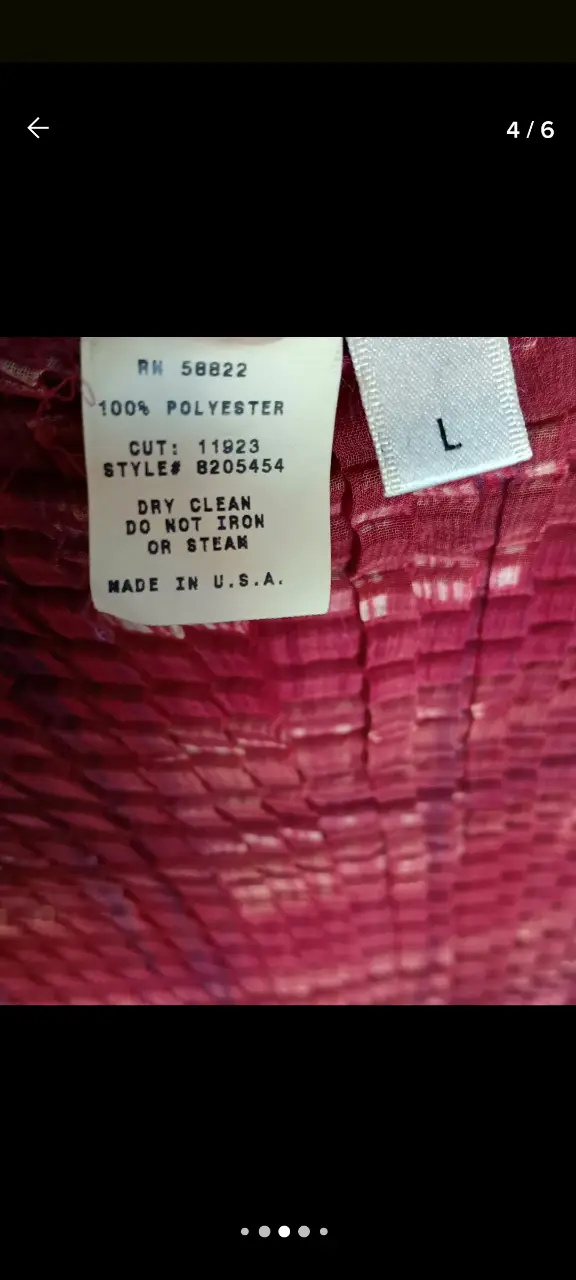 4 / 6
RN 58822
100% POLYESTER
CUT: 11923
STYLE# 8205454
DRY CLEAN
DO NOT IRON
OR STEAM
MADE IN U.S.A.
L